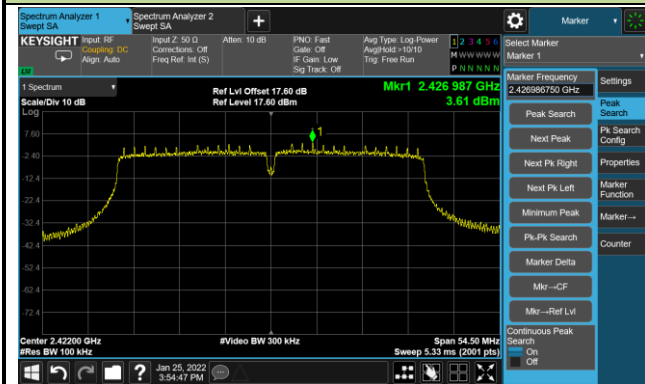 Spectrum Analyzer 1
Swept SA
Spectrum Analyzer 2
Swept SA
Marker
KEYSIGHT
Input: RF
Coupling: DC
Align: Auto
Input Z: 50 Ω
Corrections: Off
Freq Ref: Int (S)
Atten: 10 dB
PNO: Fast
Gate: Off
IF Gain: Low
Sig Track: Off
Avg Type: Log-Power
Avg|Hold:>10/10
Trig: Free Run
1 2 3 4 5 6
M W W W W W
P N N N N N
Select Marker
Marker 1
1 Spectrum
Scale/Div 10 dB
Ref Lvl Offset 17.60 dB
Ref Level 17.60 dBm
Mkr1 2.426 987 GHz
3.61 dBm
Log
7.60
-2.40
-12.4
-22.4
-32.4
-42.4
-52.4
-62.4
-72.4
1
Center 2.42200 GHz
#Res BW 100 kHz
#Video BW 300 kHz
Span 54.50 MHz
Sweep 5.33 ms (2001 pts)
Marker Frequency
2.426986750 GHz
Peak Search
Next Peak
Next Pk Right
Next Pk Left
Minimum Peak
Pk-Pk Search
Marker Delta
Mkr→CF
Mkr→Ref Lvl
Continuous Peak
Search
On
Off
Settings
Peak
Search
Pk Search
Config
Properties
Marker
Function
Marker→
Counter
?
Jan 25, 2022
3:54:47 PM